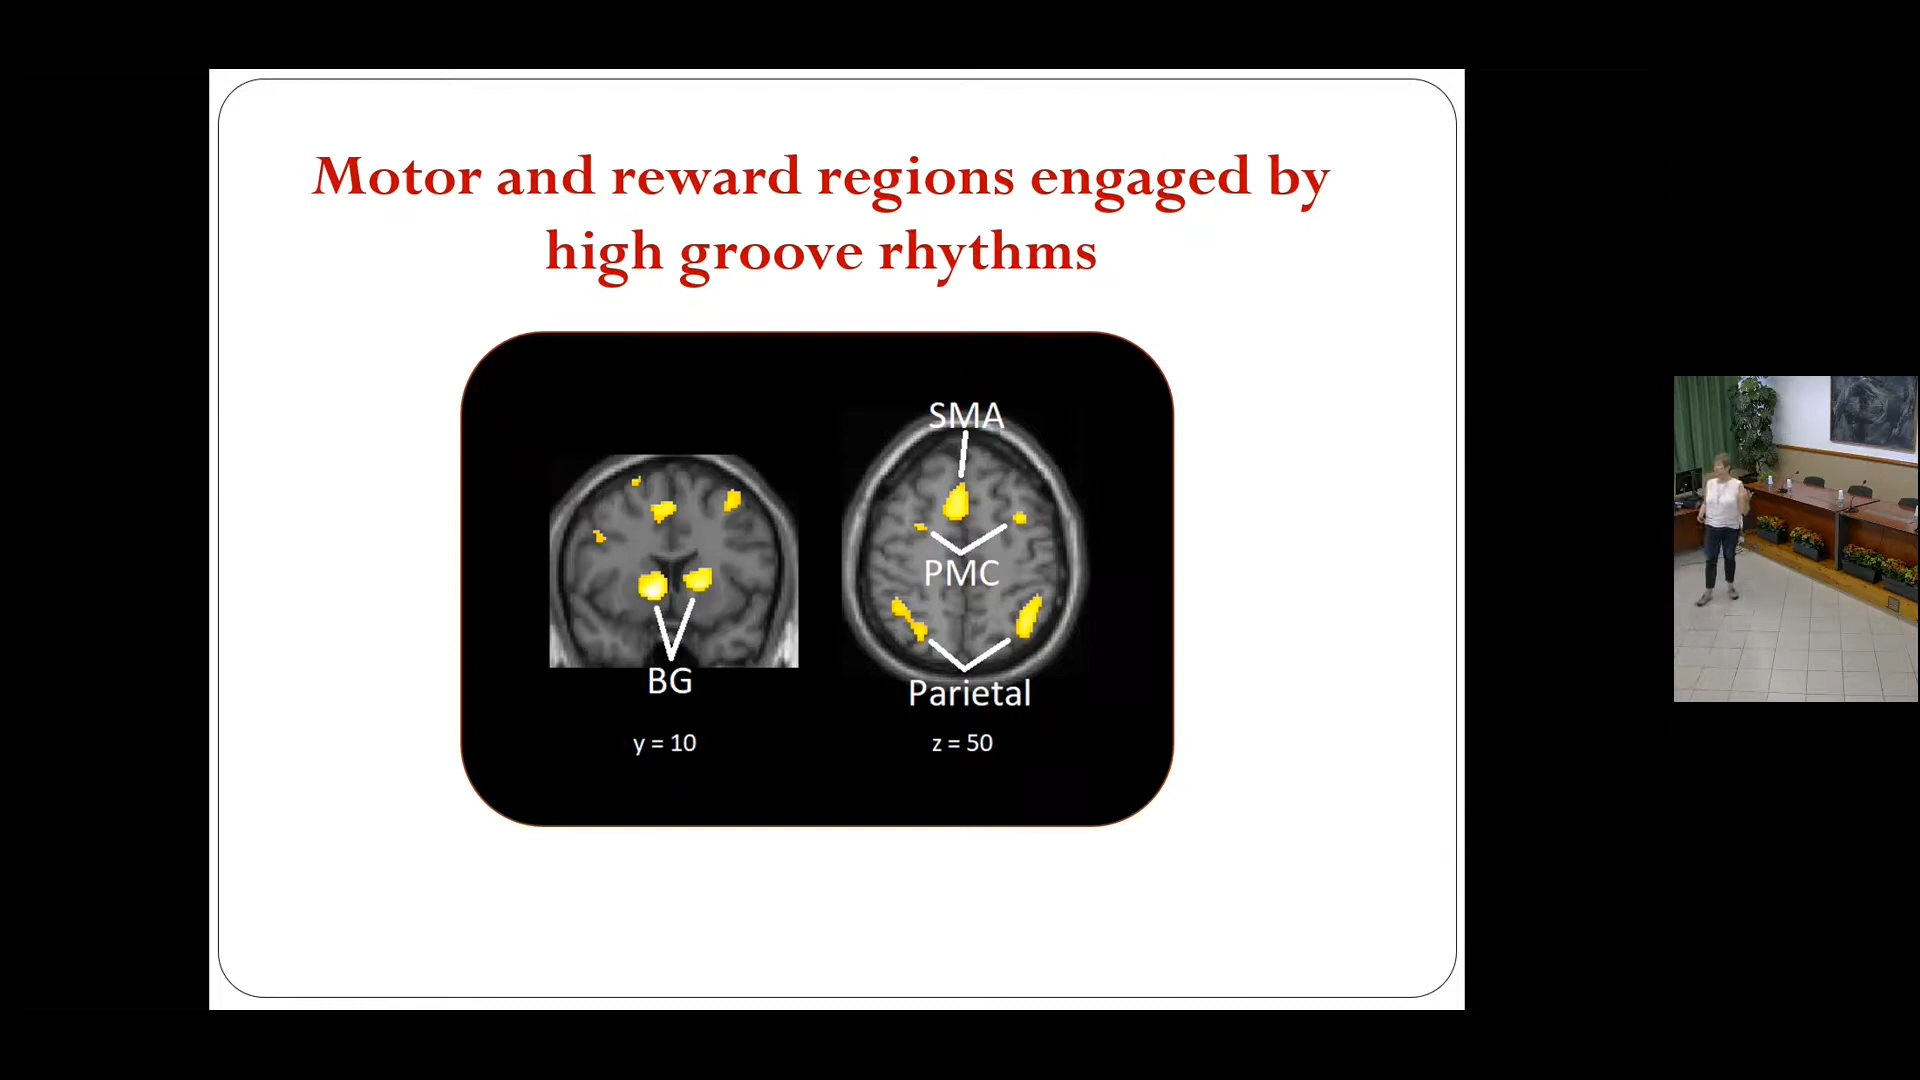 Motor and reward regions engaged by
high groove rhythms
SMA
PMC
BG
Parietal
y = 10
z = 50